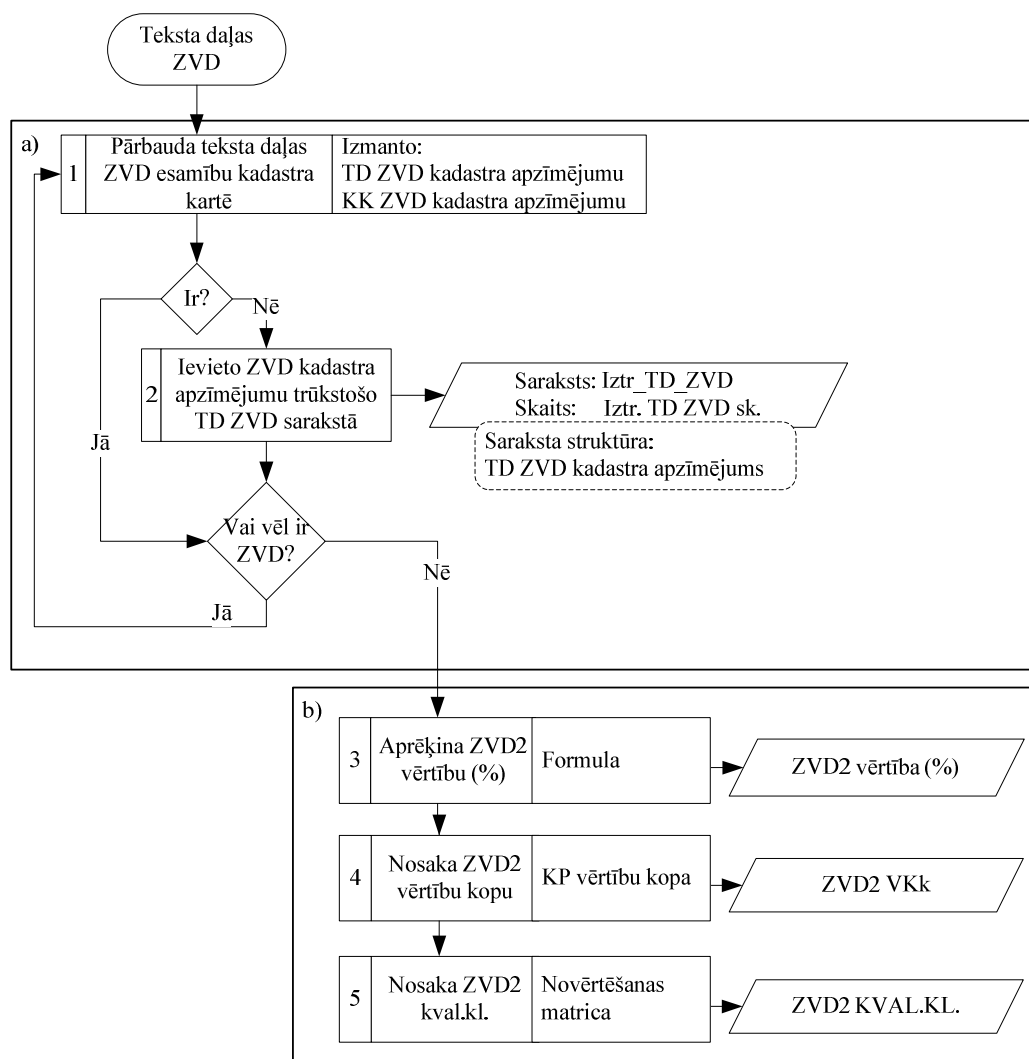 Teksta daļas
ZVD
a)
1
Pārbauda teksta daļas
ZVD esamību kadastra
kartē
Izmanto:
TD ZVD kadastra apzīmējumu
KK ZVD kadastra apzīmējumu
Ir?
Nē
2
Ievieto ZVD kadastra
apzīmējumu trūkstošo
TD ZVD sarakstā
Saraksts: Iztr_TD_ZVD
Skaits: Iztr. TD ZVD sk.
Saraksta struktūra:
TD ZVD kadastra apzīmējums
Jā
Vai vēl ir
ZVD?
Nē
Jā
b)
3
Aprēķina ZVD2
vērtību (%)
Formula
ZVD2 vērtība (%)
4
Nosaka ZVD2
vērtību kopu
KP vērtību kopa
ZVD2 VKk
5
Nosaka ZVD2
kval.kl.
Novērtēšanas
matrica
ZVD2 KVAL.KL.